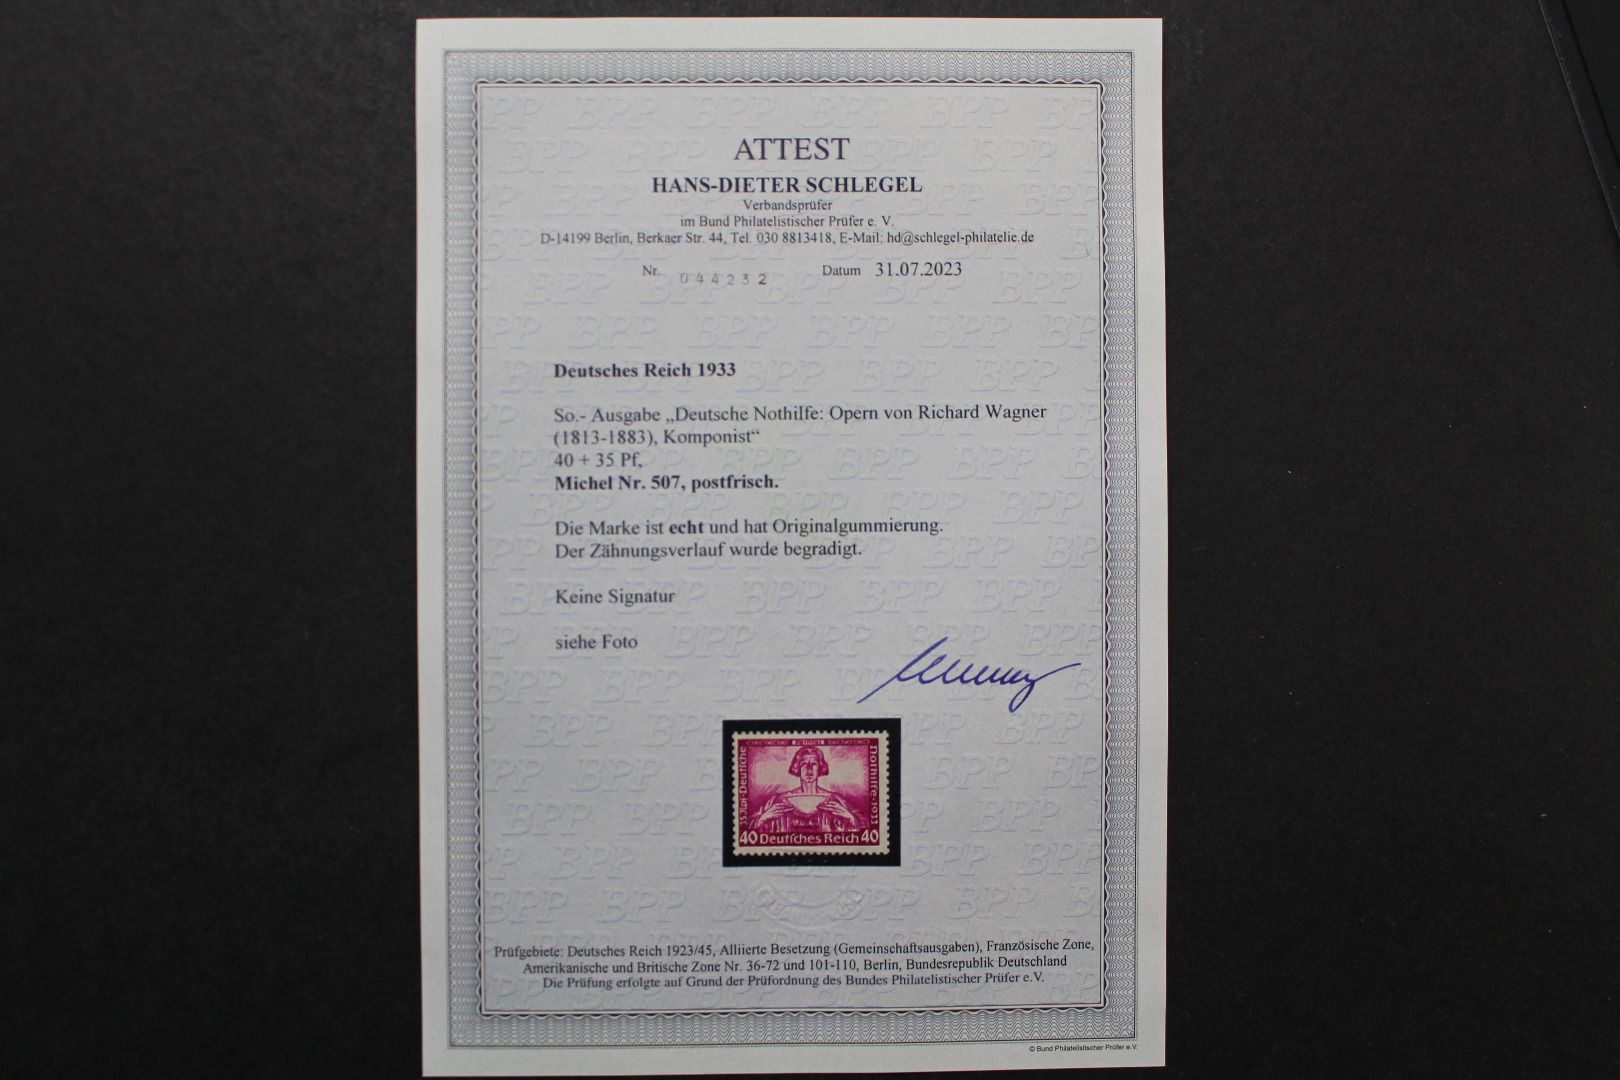 ATTEST
HANS-DIETER SCHLEGEL
Verbandsprüfer
im Bund Philatelistischer Prüfer e. V.
D-14199 Berlin, Berkaer Str. 44, Tel. 030 8813418, E-Mail: hd@schlegel-philatelie.de
Nr. 044232 Datum 31.07.2023
Deutsches Reich 1933
So.- Ausgabe „Deutsche Nothilfe: Opern von Richard Wagner
(1813-1883), Komponist“
40 + 35 Pf,
Michel Nr. 507, postfrisch.
Die Marke ist echt und hat Originalgummierung.
Der Zähnungsverlauf wurde begradigt.
Keine Signatur
siehe Foto
35 Rpf · Deutsche
Nothilfe · 1933
40 Deutsches Reich 40
Prüfgebiete: Deutsches Reich 1923/45, Alliierte Besetzung (Gemeinschaftsausgaben), Französische Zone,
Amerikanische und Britische Zone Nr. 36-72 und 101-110, Berlin, Bundesrepublik Deutschland
Die Prüfung erfolgte auf Grund der Prüfordnung des Bundes Philatelistischer Prüfer e.V.
© Bund Philatelistischer Prüfer e.V.